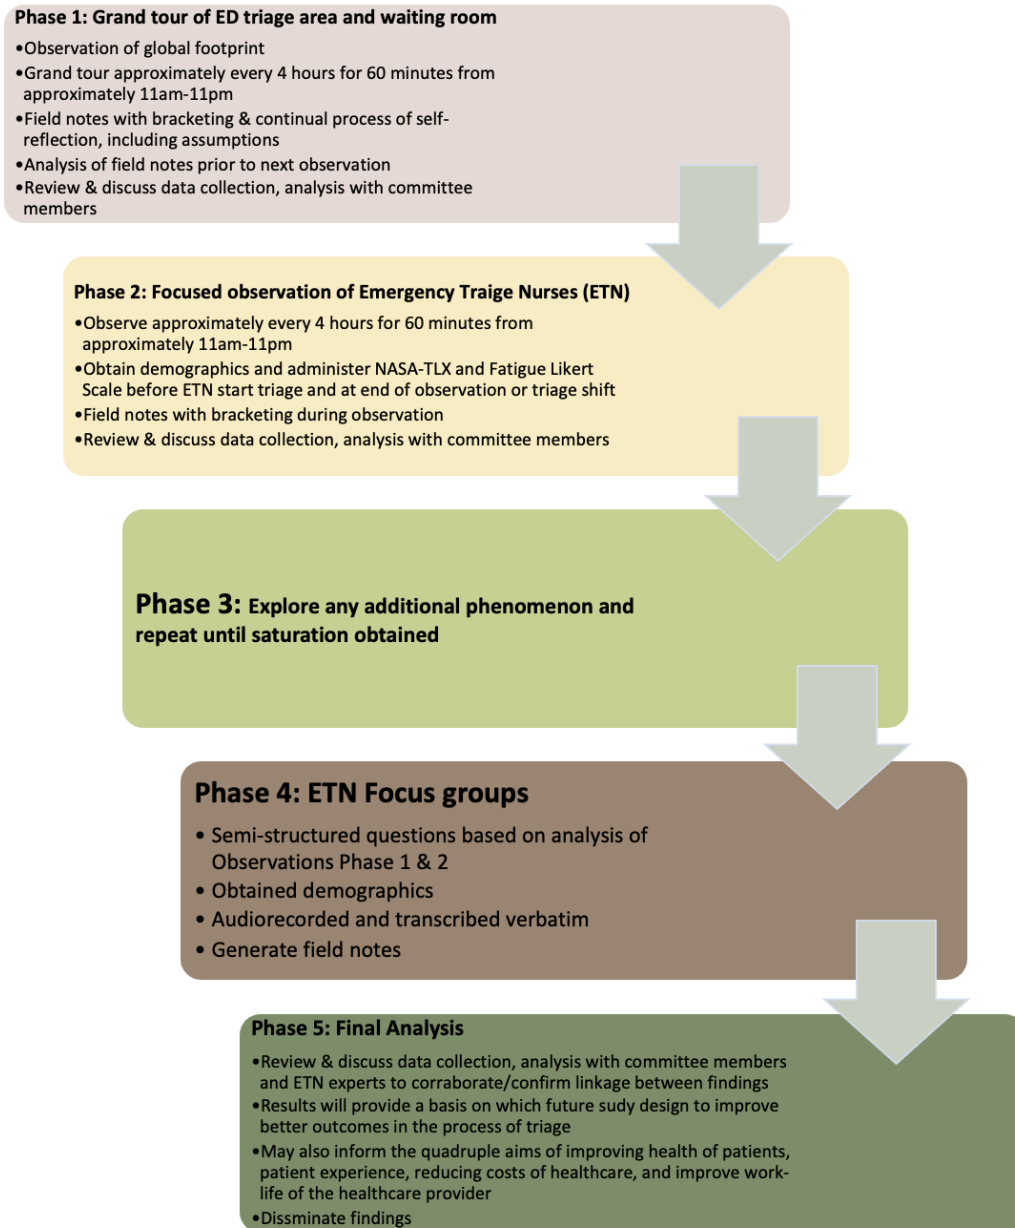 Phase 1: Grand tour of ED triage area and waiting room
•Observation of global footprint
•Grand tour approximately every 4 hours for 60 minutes from
approximately 11am-11pm
•Field notes with bracketing & continual process of self-
reflection, including assumptions
•Analysis of field notes prior to next observation
•Review & discuss data collection, analysis with committee
members
Phase 2: Focused observation of Emergency Traige Nurses (ETN)
•Observe approximately every 4 hours for 60 minutes from
approximately 11am-11pm
•Obtain demographics and administer NASA-TLX and Fatigue Likert
Scale before ETN start triage and at end of observation or triage shift
•Field notes with bracketing during observation
•Review & discuss data collection, analysis with committee members
Phase 3: Explore any additional phenomenon and
repeat until saturation obtained
Phase 4: ETN Focus groups
• Semi-structured questions based on analysis of
Observations Phase 1 & 2
• Obtained demographics
• Audiorecorded and transcribed verbatim
• Generate field notes
Phase 5: Final Analysis
•Review & discuss data collection, analysis with committee members
and ETN experts to corraborate/confirm linkage between findings
•Results will provide a basis on which future sudy design to improve
better outcomes in the process of triage
•May also inform the quadruple aims of improving health of patients,
patient experience, reducing costs of healthcare, and improve work-
life of the healthcare provider
•Dissminate findings